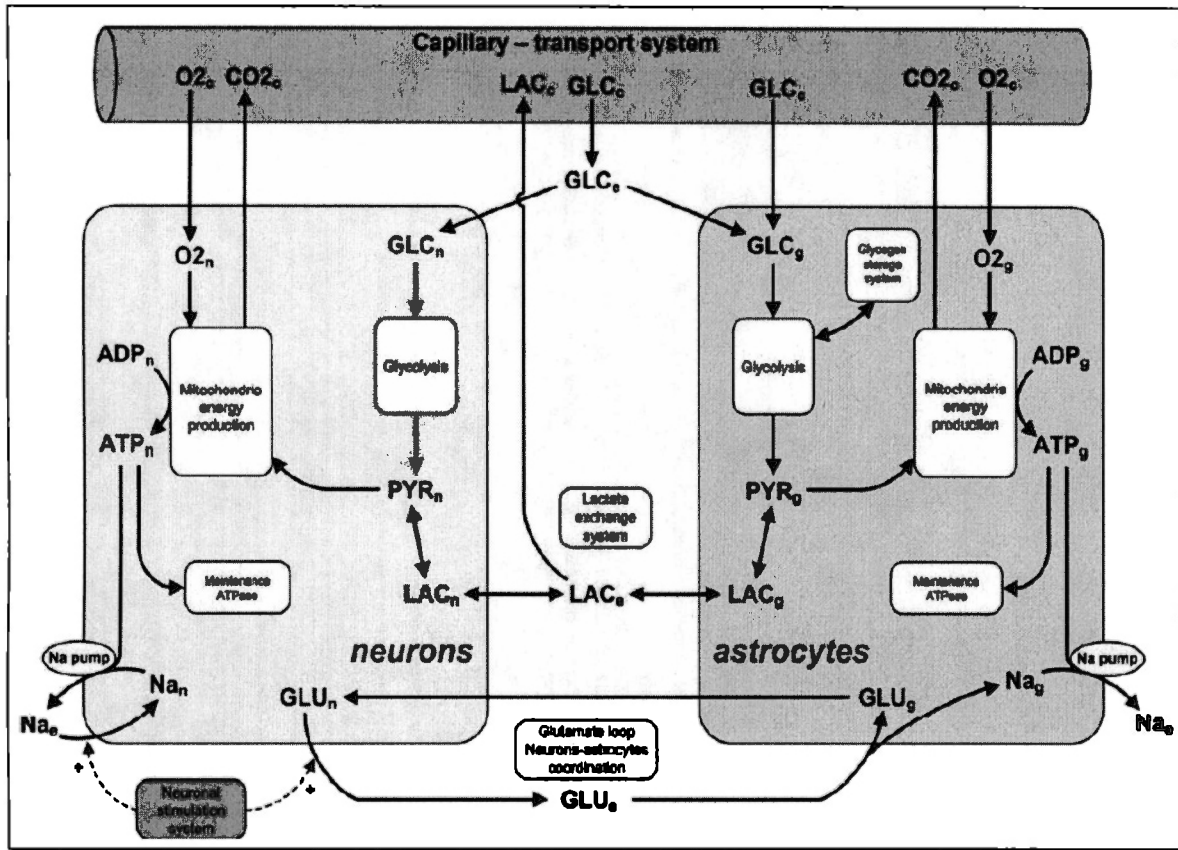 Capillary – transport system
O2c CO2c LACc GLCc GLCc CO2c O2c
GLCe
GLCn GLCg
Glycogen
storage
system
O2n O2g
ADPn
Mitochondria
energy
production
Glycolysis
Glycolysis
Mitochondria
energy
production
ADPg
ATPn ATPg
PYRn PYRg
Lactate
exchange
system
Maintenance
ATPase
LACn LACe LACg
Maintenance
ATPase
neurons astrocytes
Na pump Na pump
Nan Nag
Nae Nae
GLUn GLUg
Glutamate loop
Neurons-astrocytes
coordination
+ +
Neuronal
stimulation
system
GLUe